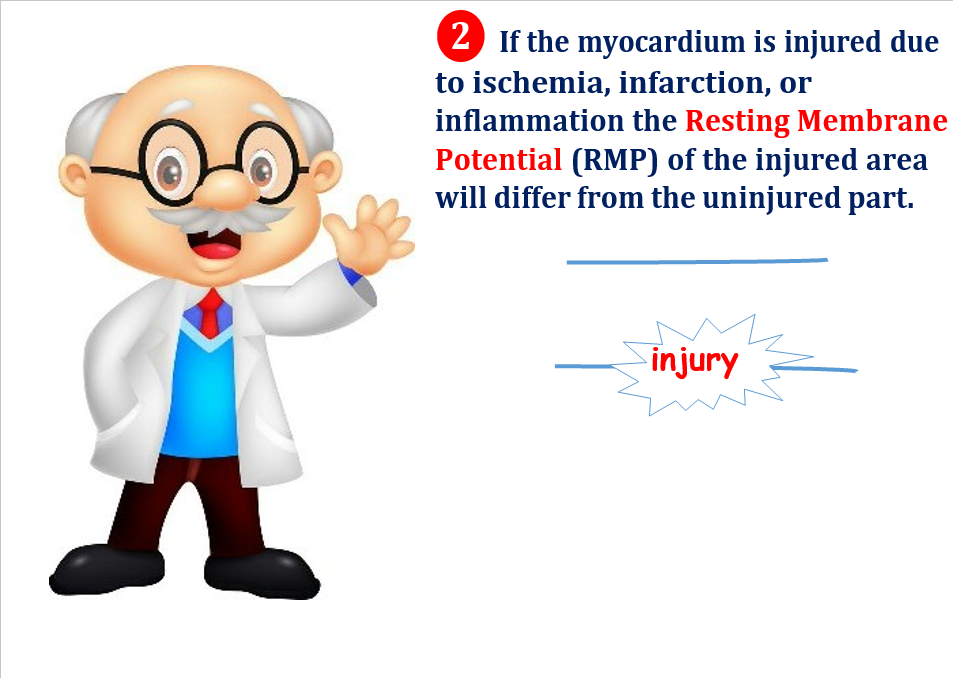 2 If the myocardium is injured due
to ischemia, infarction, or
inflammation the Resting Membrane
Potential (RMP) of the injured area
will differ from the uninjured part.
injury